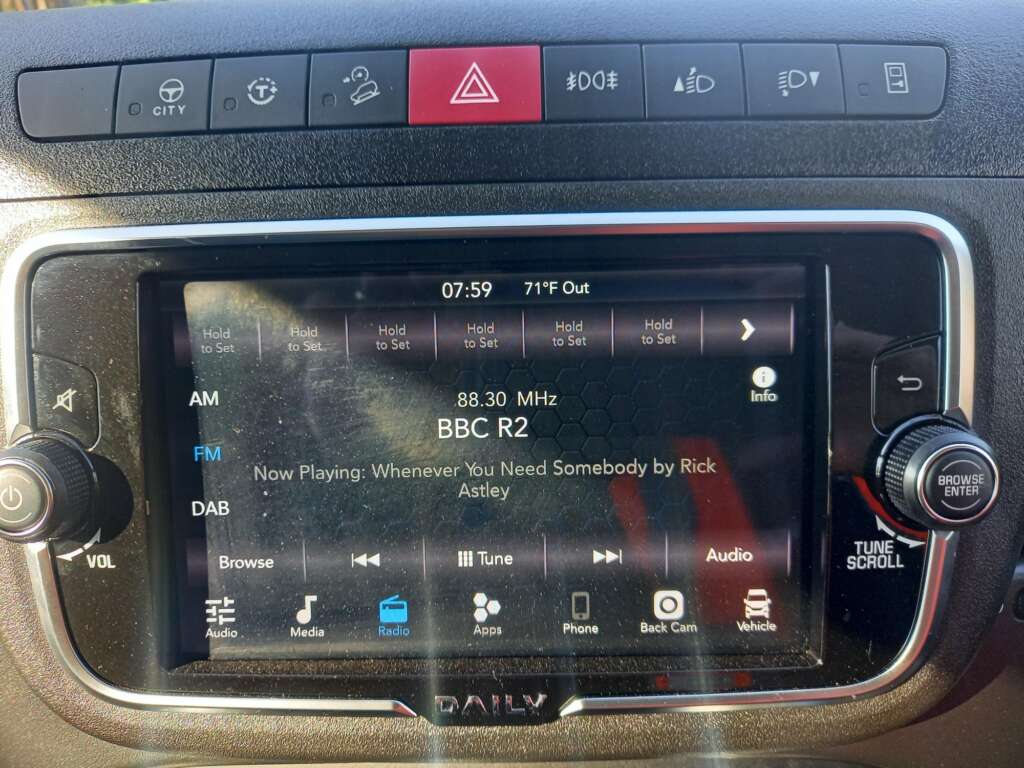 CITY
T
07:59 71°F Out
Hold to Set
Hold to Set
Hold to Set
Hold to Set
Hold to Set
Hold to Set
Info
AM
88.30 MHz
BBC R2
FM
Now Playing: Whenever You Need Somebody by Rick
Astley
DAB
BROWSE
ENTER
VOL
TUNE
SCROLL
Browse
Tune
Audio
Audio
Media
Radio
Apps
Phone
Back Cam
Vehicle
DAILY